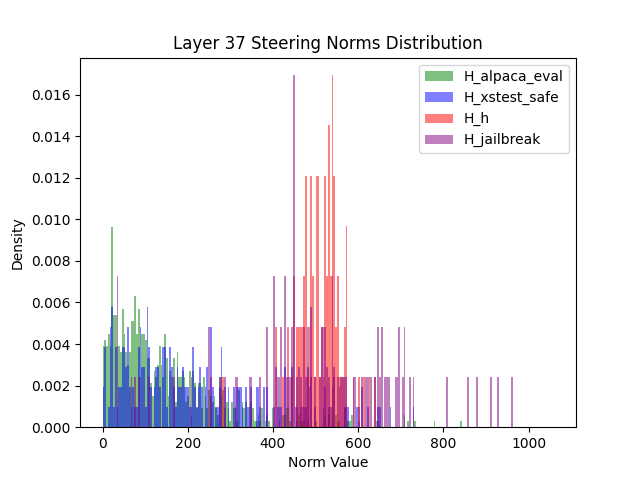 Layer 37 Steering Norms Distribution
H_alpaca_eval
H_xstest_safe
H_h
H_jailbreak
0.016
0.014
0.012
0.010
0.008
0.006
0.004
0.002
0.000
Density
0 200 400 600 800 1000
Norm Value